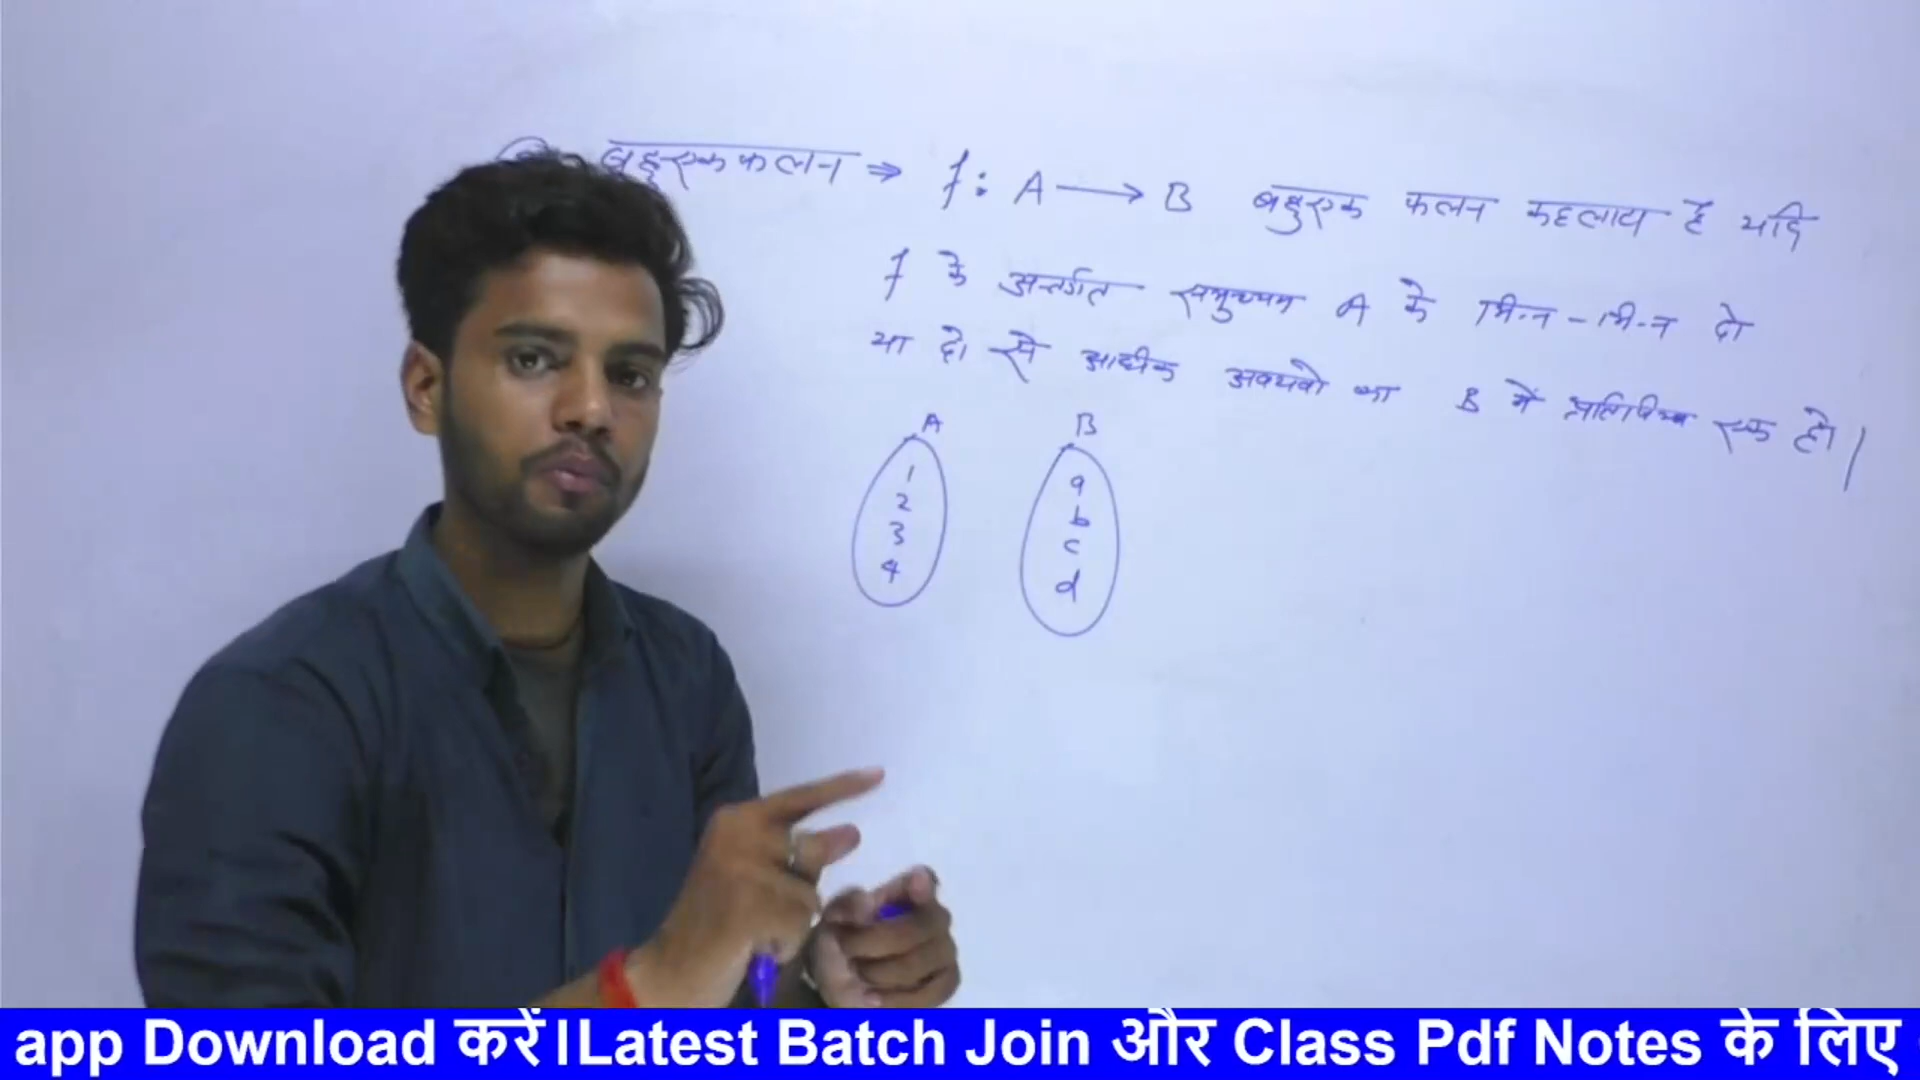 बहुएक फलन ⇒ f: A ⟶ B बहुएक फलन कहलाता है यदि
f के अन्तर्गत समुच्चय A के भिन्न-भिन्न दो
या दो से अधिक अवयवो का B में प्रतिबिम्ब एक हो।
A B
1 a
2 b
3 c
4 d
app Download करें।Latest Batch Join और Class Pdf Notes के लिए